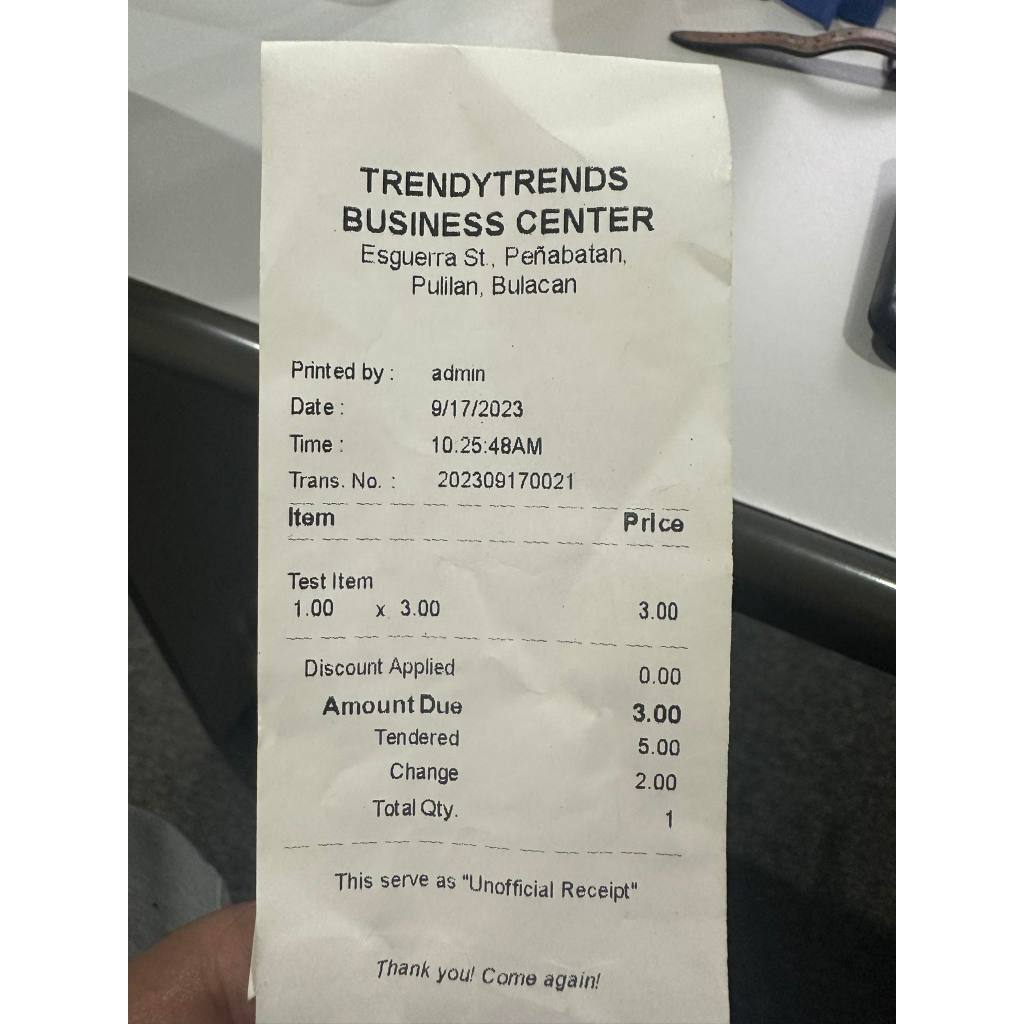 TRENDYTRENDS
BUSINESS CENTER
Esguerra St., Peñabatan,
Pulilan, Bulacan
Printed by : admin
Date : 9/17/2023
Time : 10:25:48AM
Trans. No. : 202309170021
Item Price
Test Item
1.00 x 3.00 3.00
Discount Applied 0.00
Amount Due 3.00
Tendered 5.00
Change 2.00
Total Qty. 1
This serve as "Unofficial Receipt"
Thank you! Come again!